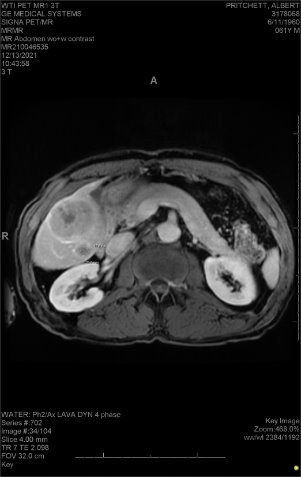 WTI PET MR1 3T
GE MEDICAL SYSTEMS
SIGNA PET/MR
MRMR
MR Abdomen wo+w contrast
MR210046535
12/13/2021
10:43:58
3 T
PRITCHETT, ALBERT
3178068
6/11/1960
061Y M
A
R
WATER: Ph2/Ax LAVA DYN 4 phase
Series #:702
Image #:34/104
Slice 4.00 mm
TR 7 TE 2.098
FOV 32.0 cm
Key
Key Image
Zoom:468.0%
ww/wl 2384/1192